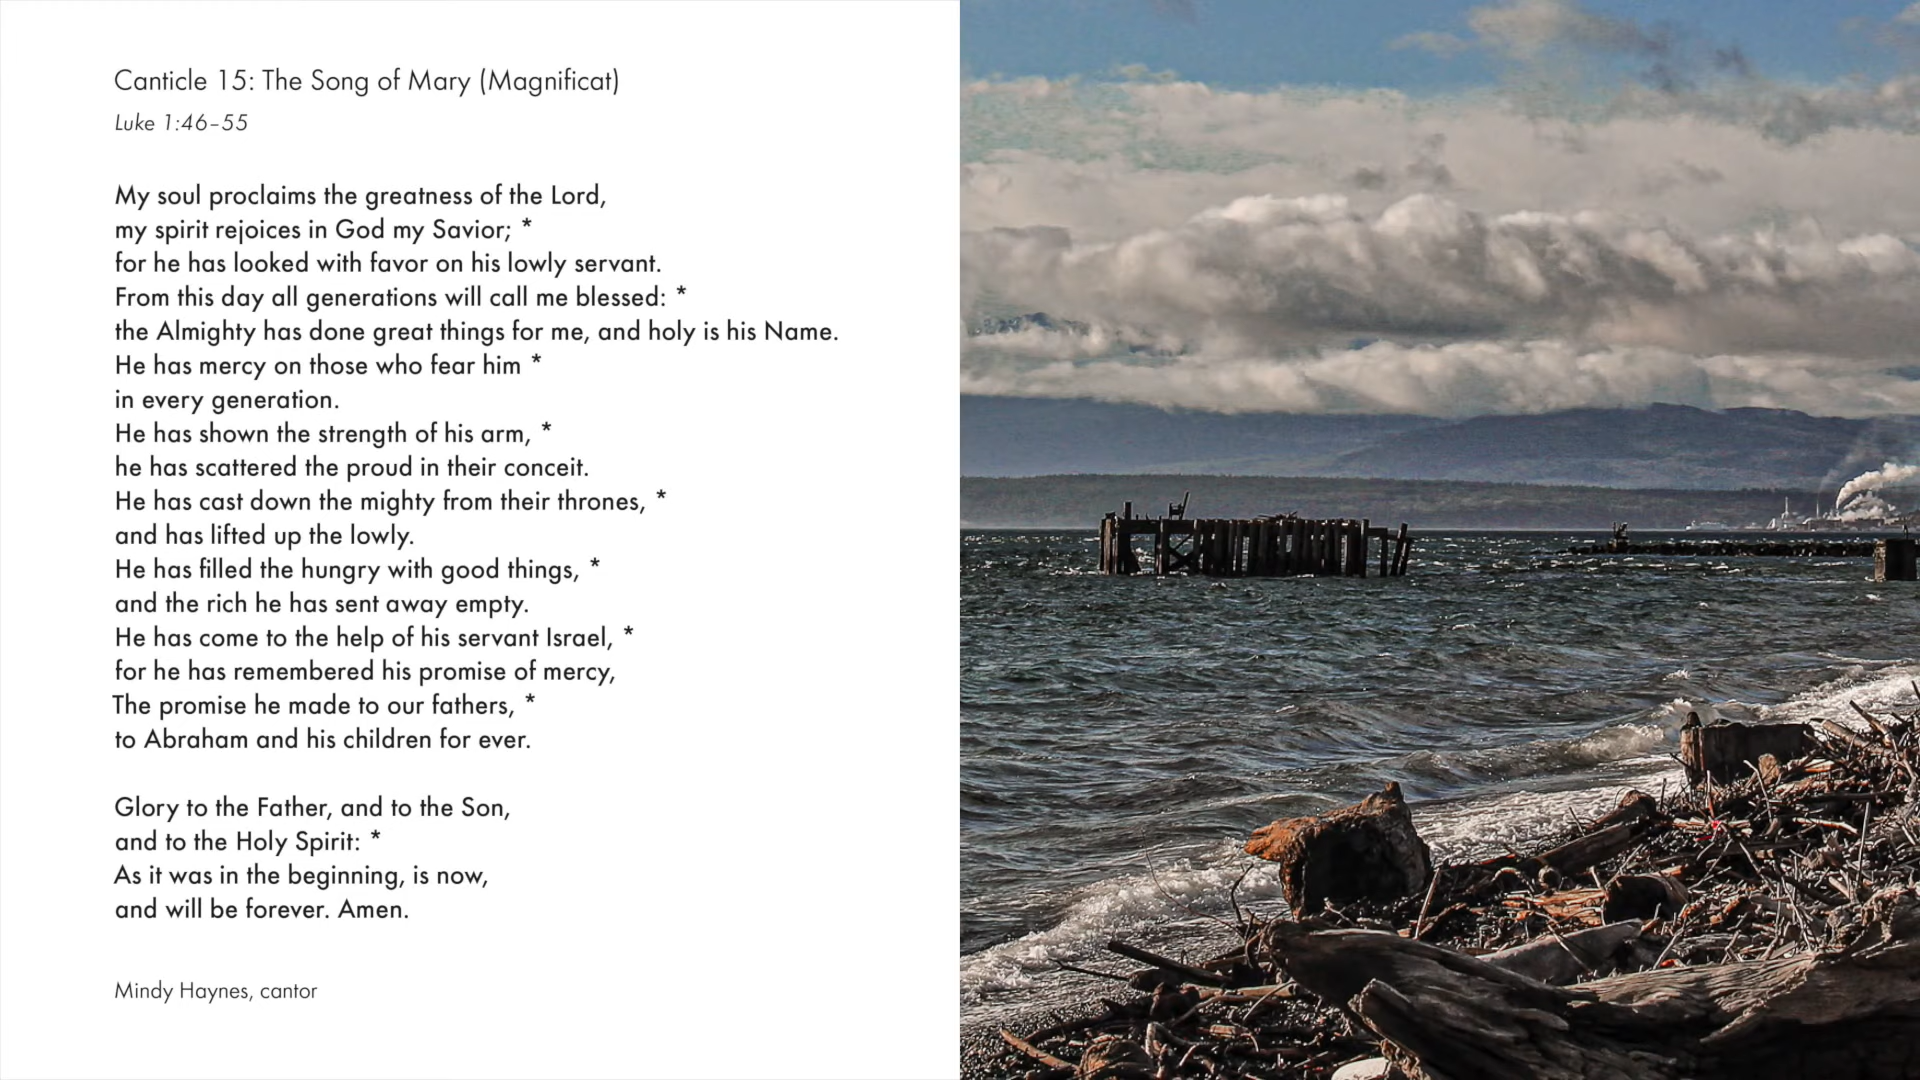 Canticle 15: The Song of Mary (Magnificat)
Luke 1:46–55
My soul proclaims the greatness of the Lord,
my spirit rejoices in God my Savior; *
for he has looked with favor on his lowly servant.
From this day all generations will call me blessed: *
the Almighty has done great things for me, and holy is his Name.
He has mercy on those who fear him *
in every generation.
He has shown the strength of his arm, *
he has scattered the proud in their conceit.
He has cast down the mighty from their thrones, *
and has lifted up the lowly.
He has filled the hungry with good things, *
and the rich he has sent away empty.
He has come to the help of his servant Israel, *
for he has remembered his promise of mercy,
The promise he made to our fathers, *
to Abraham and his children for ever.
Glory to the Father, and to the Son,
and to the Holy Spirit: *
As it was in the beginning, is now,
and will be forever. Amen.
Mindy Haynes, cantor